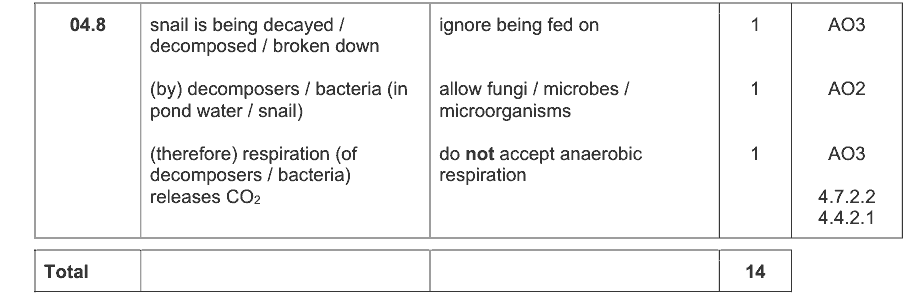 04.8 snail is being decayed / ignore being fed on 1 AO3
decomposed / broken down
(by) decomposers / bacteria (in allow fungi / microbes / 1 AO2
pond water / snail) microorganisms
(therefore) respiration (of do not accept anaerobic 1 AO3
decomposers / bacteria) respiration
releases CO₂ 4.7.2.2
4.4.2.1
Total 14